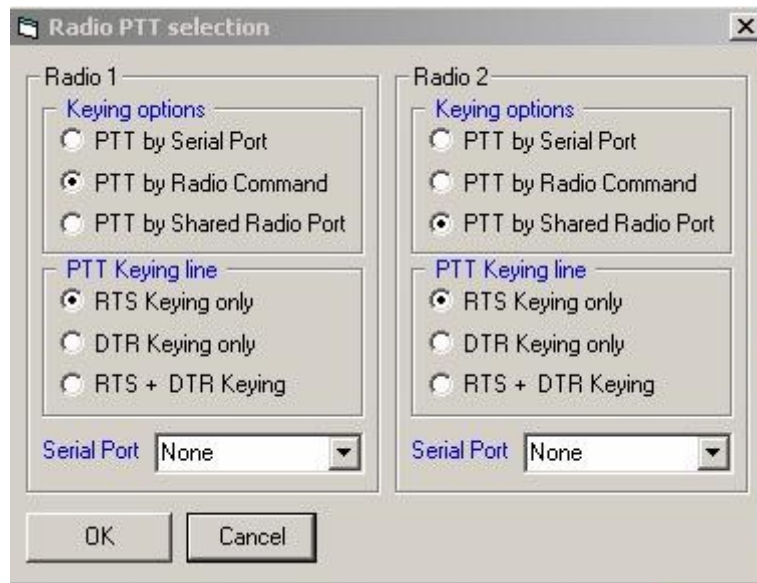 Radio PTT selection
Radio 1
Keying options
PTT by Serial Port
PTT by Radio Command
PTT by Shared Radio Port
PTT Keying line
RTS Keying only
DTR Keying only
RTS + DTR Keying
Serial Port None
Radio 2
Keying options
PTT by Serial Port
PTT by Radio Command
PTT by Shared Radio Port
PTT Keying line
RTS Keying only
DTR Keying only
RTS + DTR Keying
Serial Port None
OK Cancel